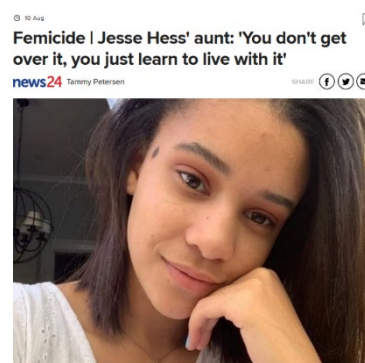 10 Aug
Femicide | Jesse Hess' aunt: 'You don't get
over it, you just learn to live with it'
news24 Tammy Petersen
SHARE